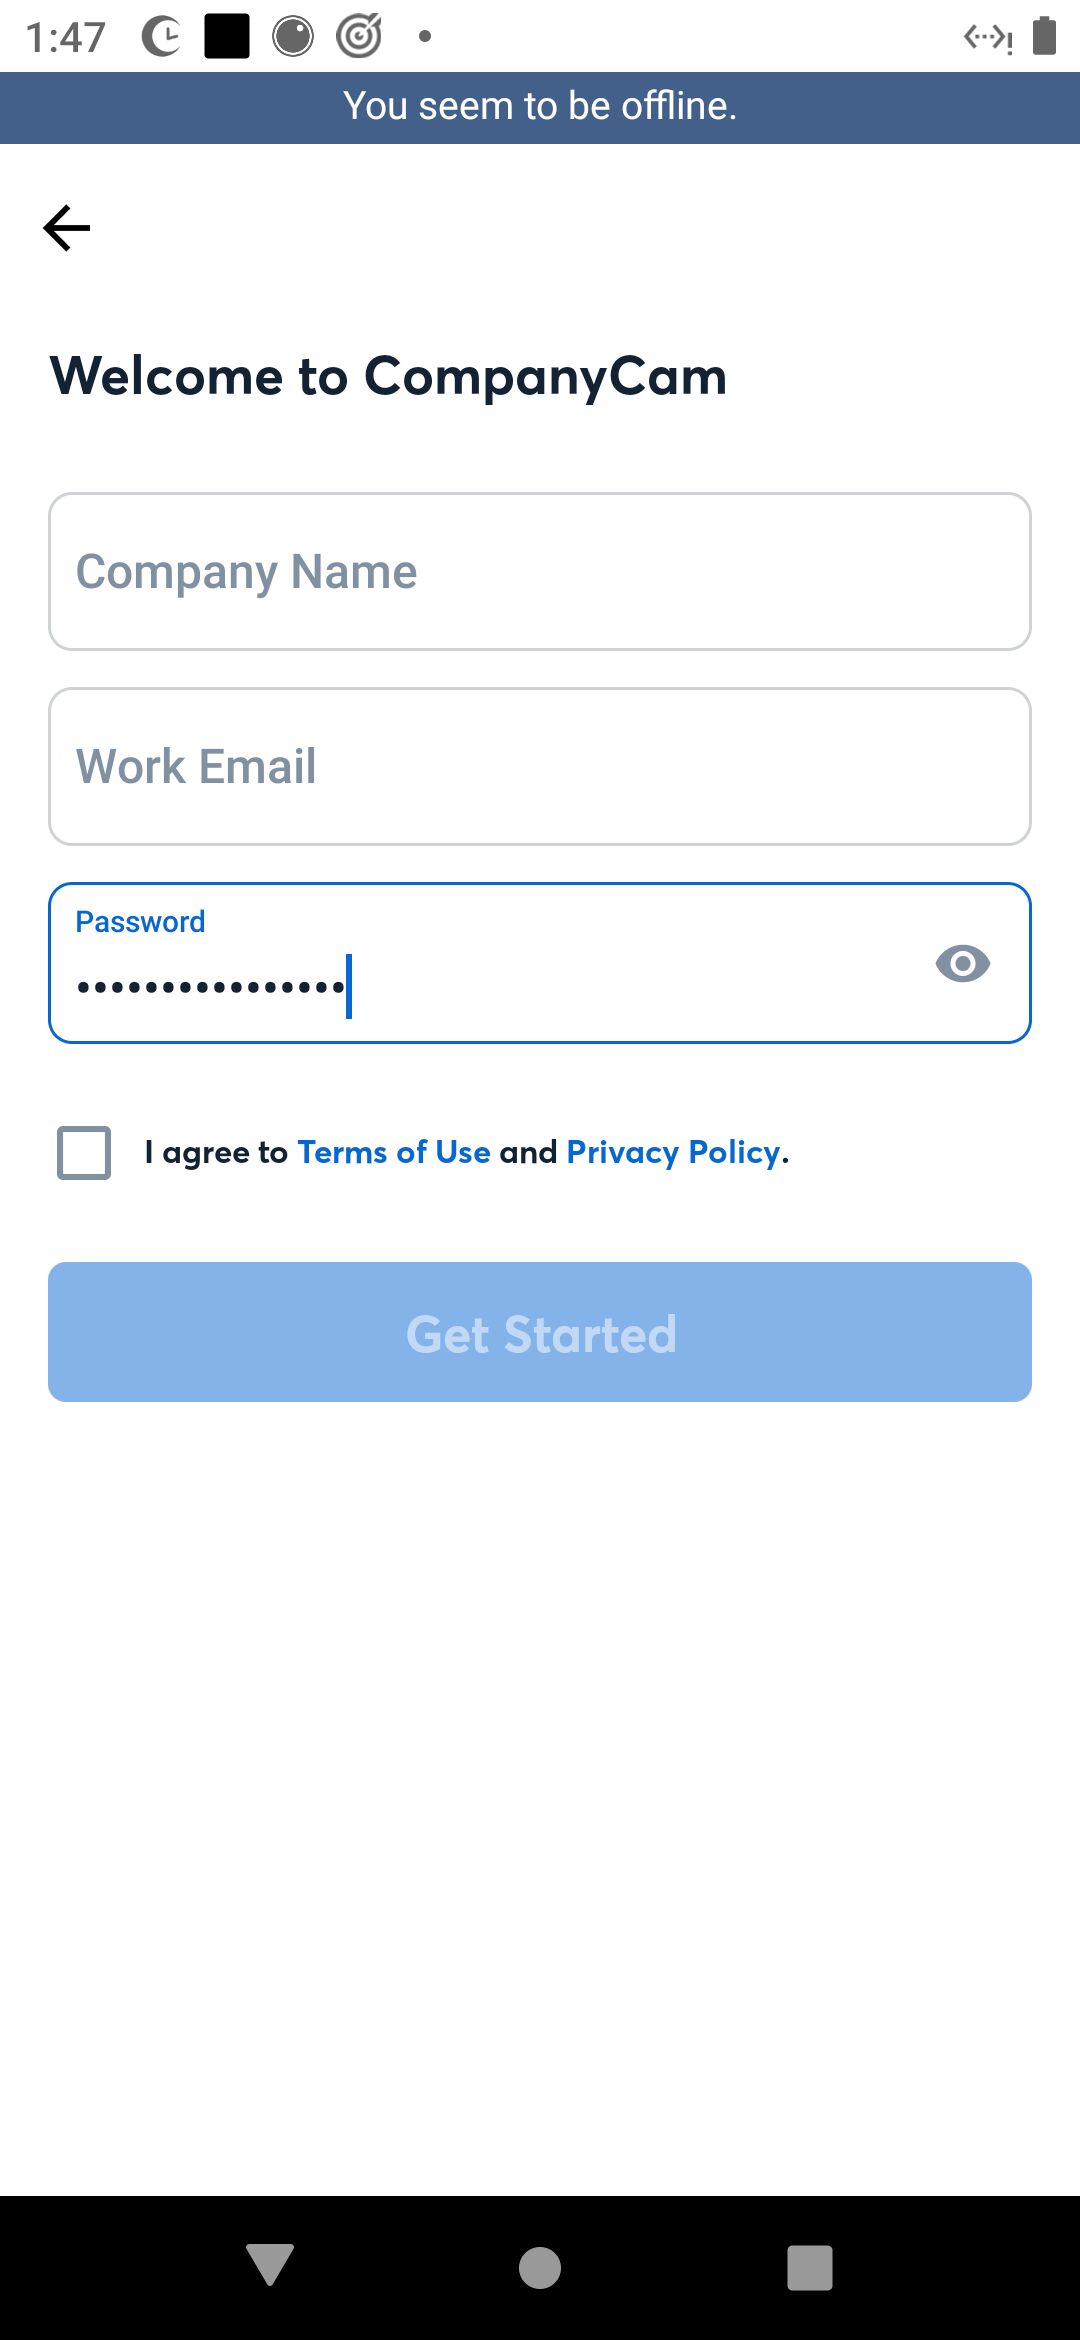 1:47
You seem to be offline.
Welcome to CompanyCam
Company Name
Work Email
Password
••••••••••••••••
I agree to Terms of Use and Privacy Policy.
Get Started